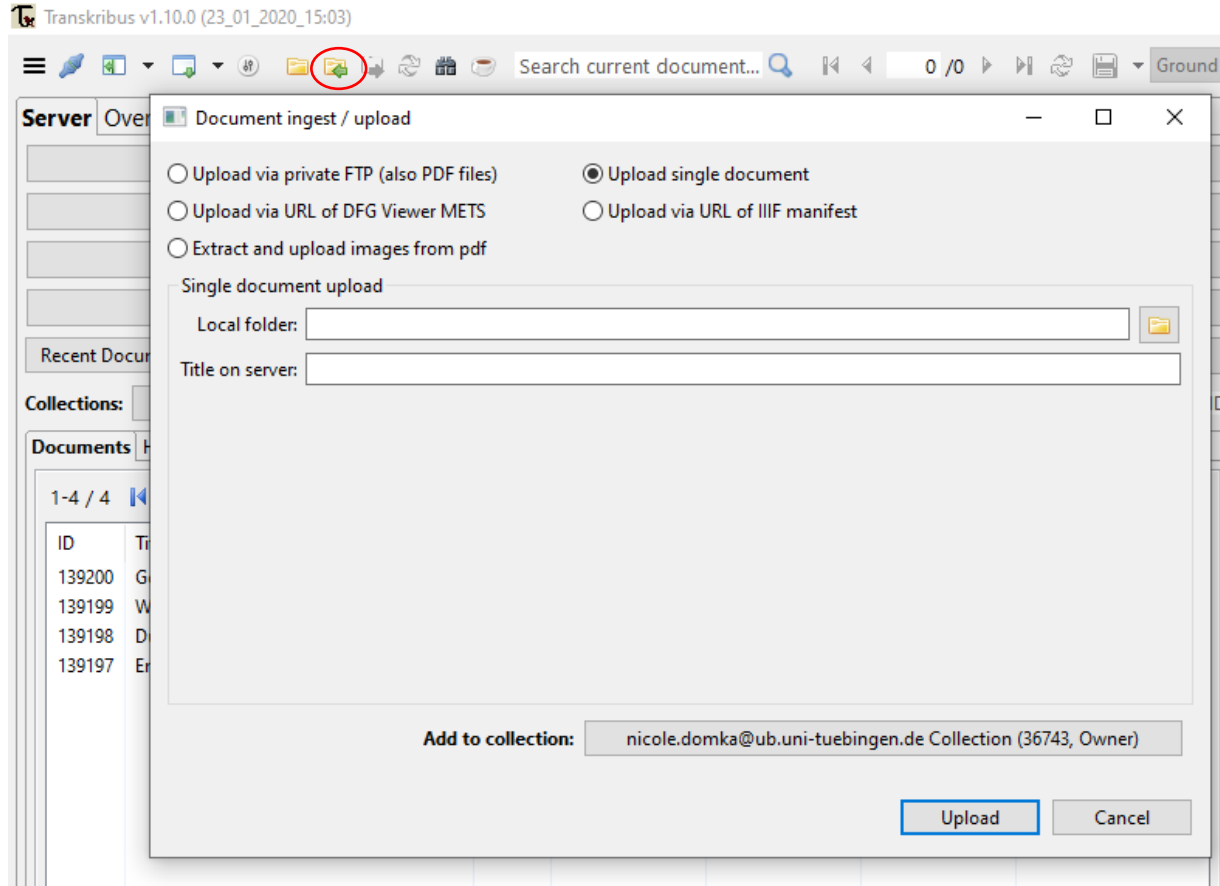 Transkribus v1.10.0 (23_01_2020_15:03)
Search current document... 0 /0 Ground
Server Over
Document ingest / upload
Upload via private FTP (also PDF files) Upload single document
Upload via URL of DFG Viewer METS Upload via URL of IIIF manifest
Extract and upload images from pdf
Single document upload
Local folder:
Recent Docu
Title on server:
Collections:
Documents H
1-4 / 4
ID Ti
139200 G
139199 W
139198 D
139197 Er
Add to collection: nicole.domka@ub.uni-tuebingen.de Collection (36743, Owner)
Upload Cancel